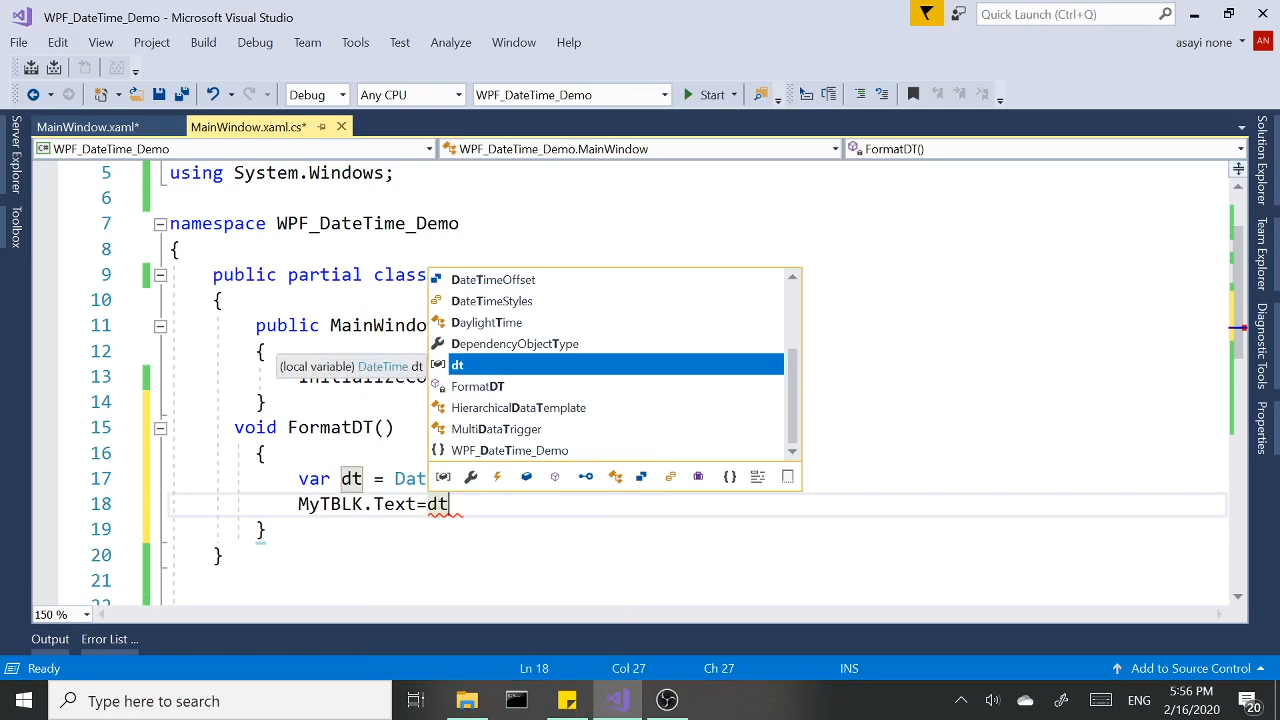 WPF_DateTime_Demo - Microsoft Visual Studio
Quick Launch (Ctrl+Q)
File Edit View Project Build Debug Team Tools Test Analyze Window Help
asayi none AN
Debug Any CPU WPF_DateTime_Demo Start
MainWindow.xaml* MainWindow.xaml.cs*
WPF_DateTime_Demo WPF_DateTime_Demo.MainWindow FormatDT()
Server Explorer
Toolbox
Solution Explorer
Team Explorer
Diagnostic Tools
Properties
5 using System.Windows;
6
7 namespace WPF_DateTime_Demo
8 {
9 public partial class
10 {
11 public MainWindo
12 {
13
14 }
15 void FormatDT()
16 {
17 var dt = Dat
18 MyTBLK.Text=dt
19 }
20 }
21
22
(local variable) DateTime dt
DateTimeOffset
DateTimeStyles
DaylightTime
DependencyObjectType
dt
FormatDT
HierarchicalDataTemplate
MultiDataTrigger
WPF_DateTime_Demo
150 %
Output Error List ...
Ready Ln 18 Col 27 Ch 27 INS Add to Source Control
Type here to search ENG 5:56 PM
2/16/2020
20